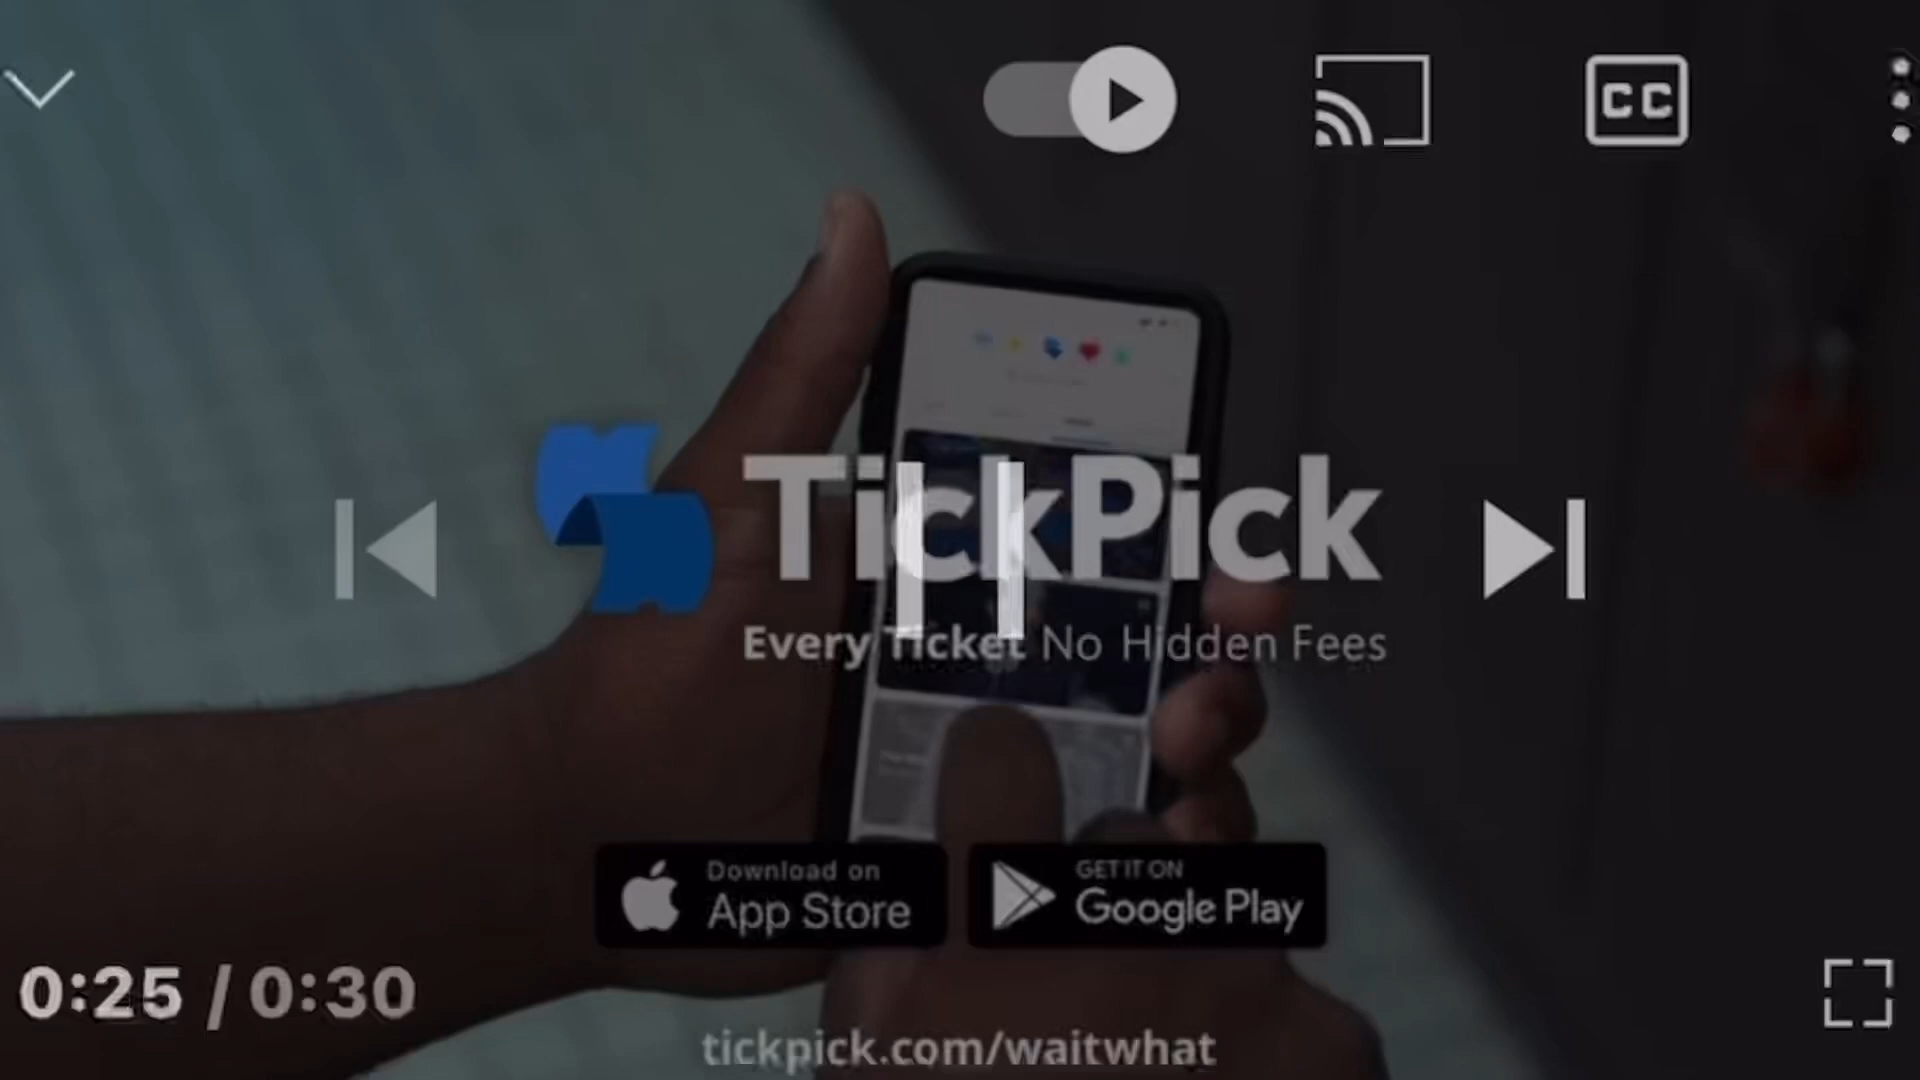 CC
TickPick
Every Ticket No Hidden Fees
Download on
App Store
GET IT ON
Google Play
0:25 / 0:30
tickpick.com/waitwhat